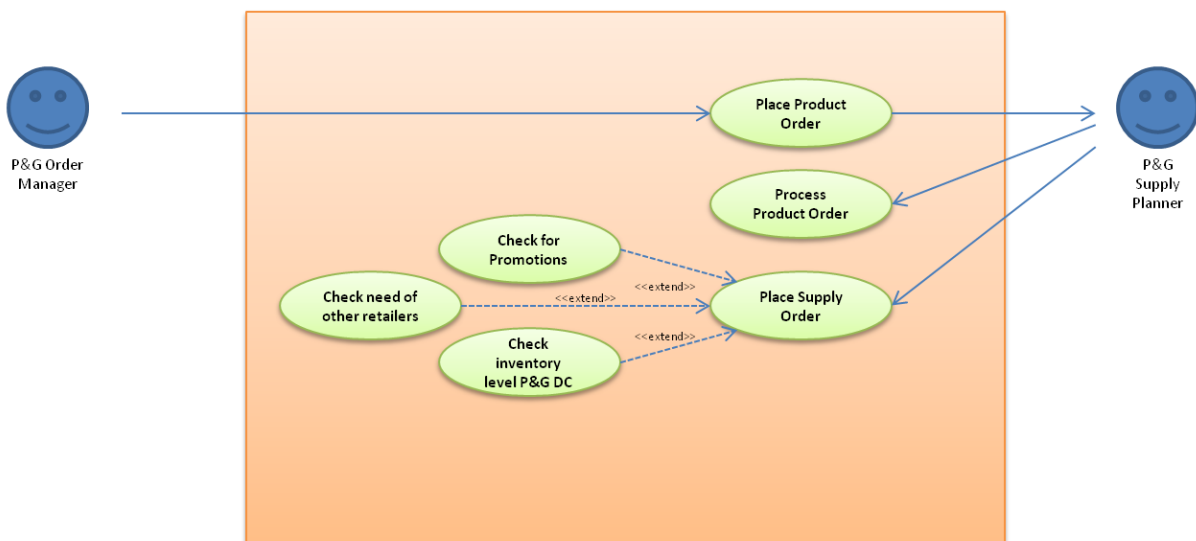 Place Product
Order
P&G Order
Manager
P&G
Supply
Planner
Process
Product Order
Check for
Promotions
<<extend>>
Check need of
other retailers
<<extend>>
Place Supply
Order
<<extend>>
Check
inventory
level P&G DC